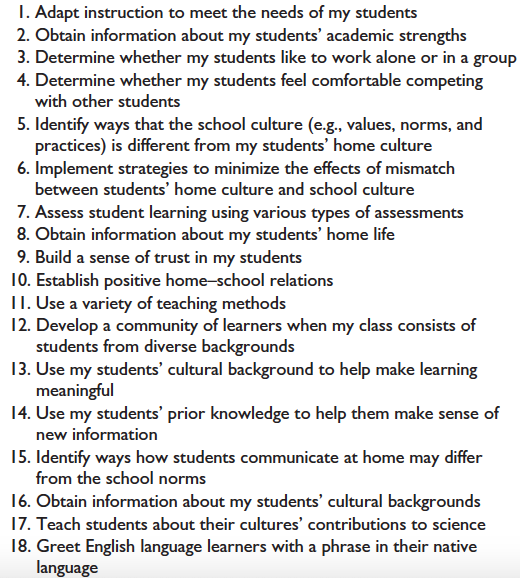 1. Adapt instruction to meet the needs of my students
2. Obtain information about my students' academic strengths
3. Determine whether my students like to work alone or in a group
4. Determine whether my students feel comfortable competing
with other students
5. Identify ways that the school culture (e.g., values, norms, and
practices) is different from my students' home culture
6. Implement strategies to minimize the effects of mismatch
between students' home culture and school culture
7. Assess student learning using various types of assessments
8. Obtain information about my students' home life
9. Build a sense of trust in my students
10. Establish positive home–school relations
11. Use a variety of teaching methods
12. Develop a community of learners when my class consists of
students from diverse backgrounds
13. Use my students' cultural background to help make learning
meaningful
14. Use my students' prior knowledge to help them make sense of
new information
15. Identify ways how students communicate at home may differ
from the school norms
16. Obtain information about my students' cultural backgrounds
17. Teach students about their cultures' contributions to science
18. Greet English language learners with a phrase in their native
language